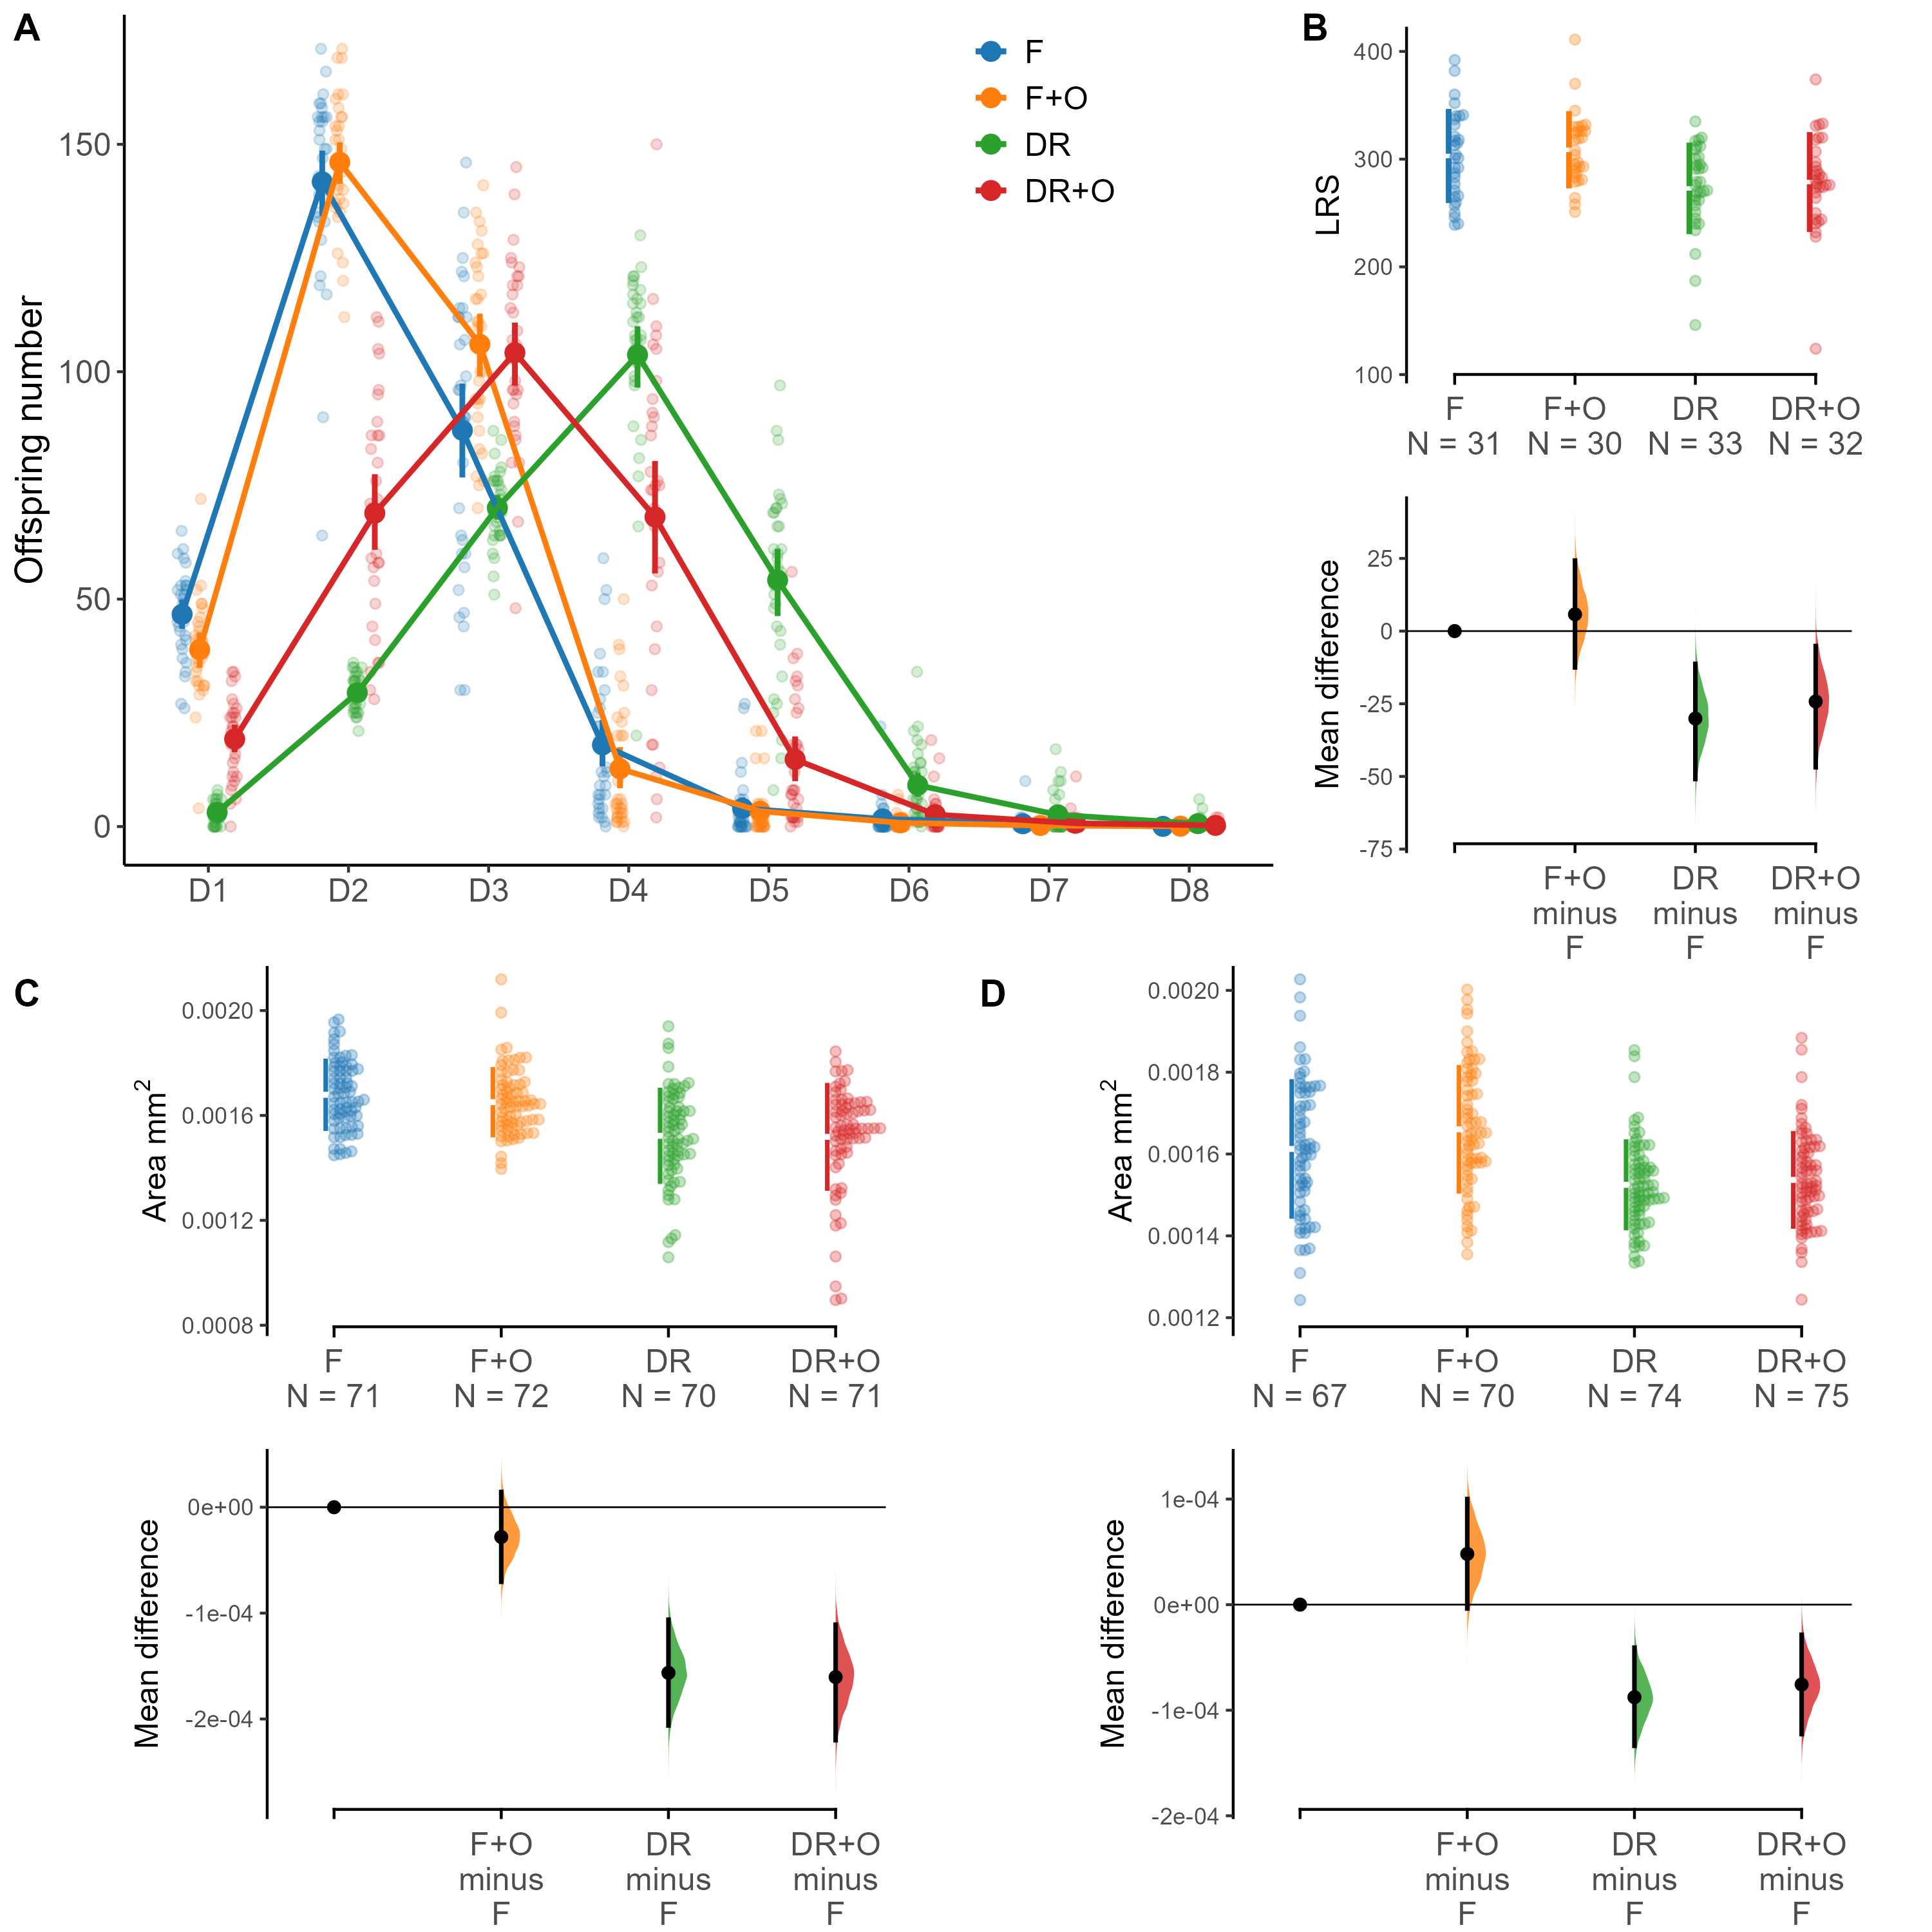 A
Offspring number
150
100
50
0
D1 D2 D3 D4 D5 D6 D7 D8
F
F+O
DR
DR+O
B
LRS
400
300
200
100
F F+O DR DR+O
N = 31 N = 30 N = 33 N = 32
Mean difference
25
0
-25
-50
-75
F+O DR DR+O
minus minus minus
F F F
C
Area mm2
0.0020
0.0016
0.0012
0.0008
F F+O DR DR+O
N = 71 N = 72 N = 70 N = 71
Mean difference
0e+00
-1e-04
-2e-04
F+O DR DR+O
minus minus minus
F F F
D
Area mm2
0.0020
0.0018
0.0016
0.0014
0.0012
F F+O DR DR+O
N = 67 N = 70 N = 74 N = 75
Mean difference
1e-04
0e+00
-1e-04
-2e-04
F+O DR DR+O
minus minus minus
F F F